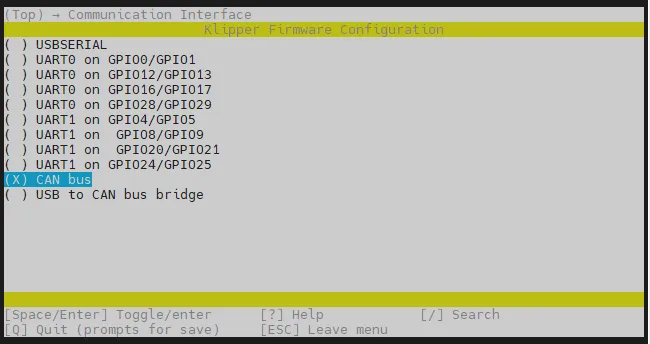 (Top) → Communication Interface
Klipper Firmware Configuration
( ) USBSERIAL
( ) UART0 on GPIO0/GPIO1
( ) UART0 on GPIO12/GPIO13
( ) UART0 on GPIO16/GPIO17
( ) UART0 on GPIO28/GPIO29
( ) UART1 on GPIO4/GPIO5
( ) UART1 on  GPIO8/GPIO9
( ) UART1 on  GPIO20/GPIO21
( ) UART1 on GPIO24/GPIO25
(X) CAN bus
( ) USB to CAN bus bridge
[Space/Enter] Toggle/enter      [?] Help            [/] Search
[Q] Quit (prompts for save)     [ESC] Leave menu